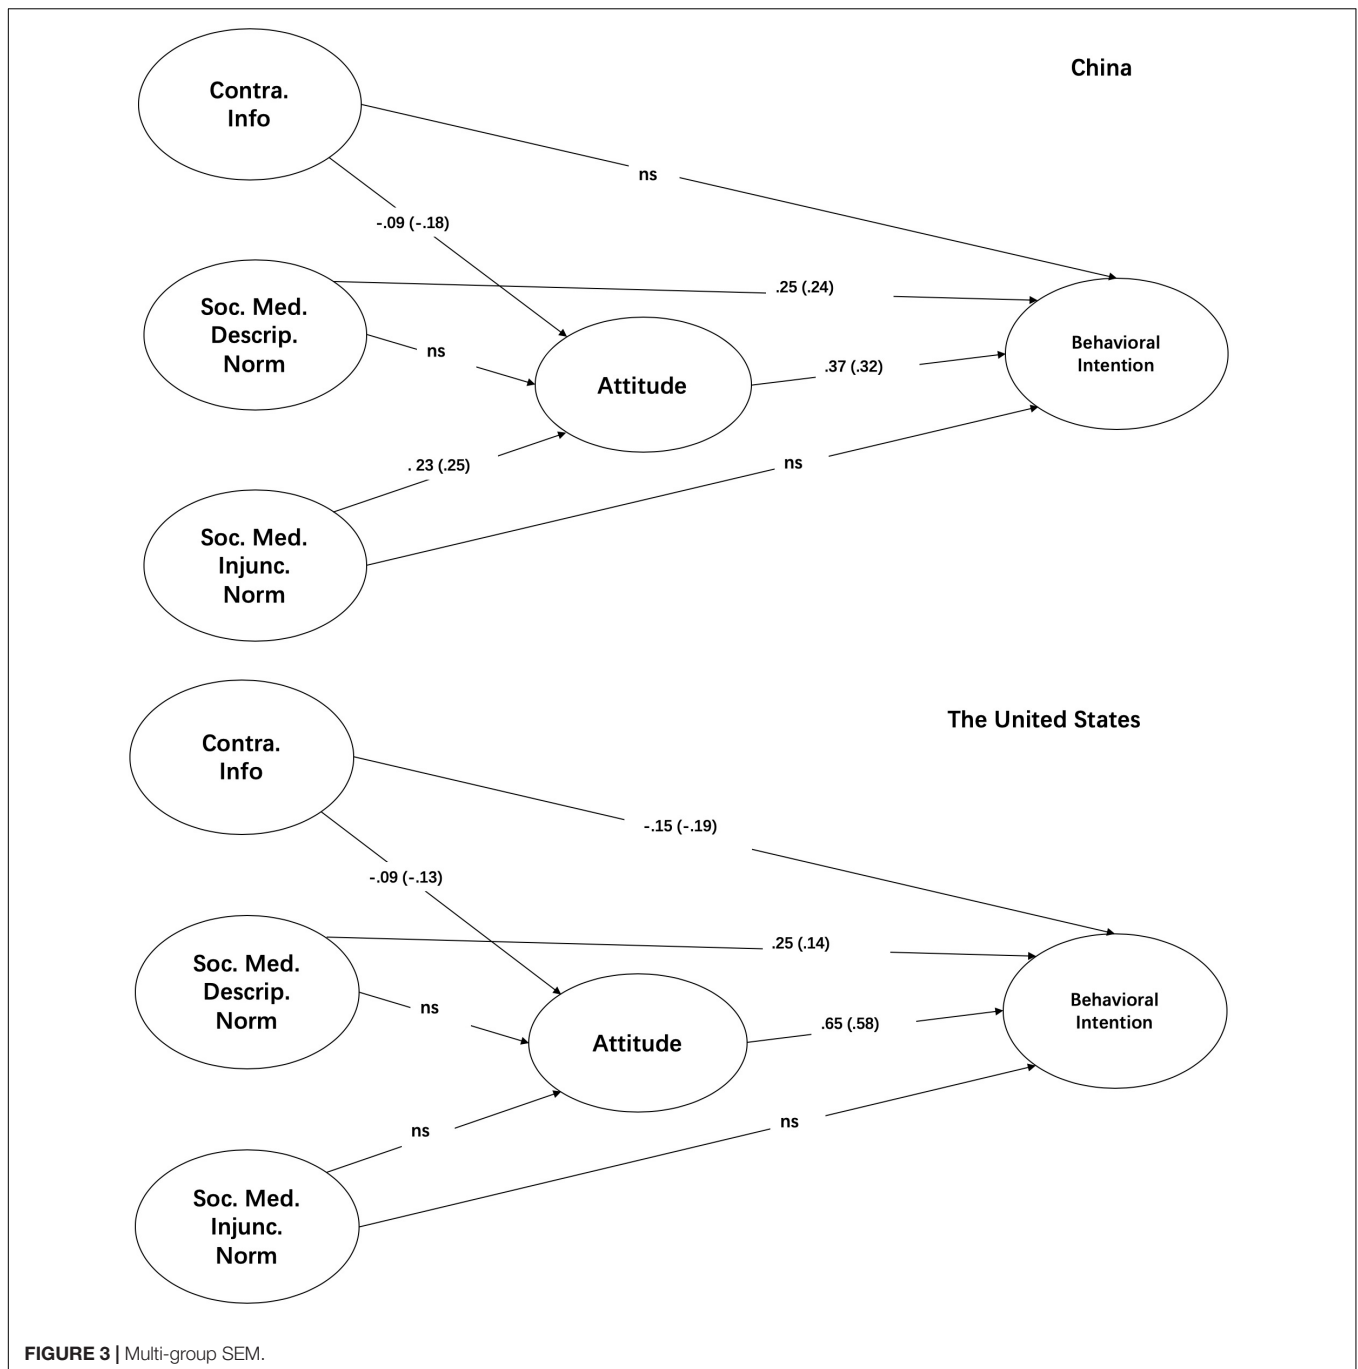 China
Contra.
Info
ns
-.09 (-.18)
Soc. Med.
Descrip.
Norm
.25 (.24)
ns
Attitude
.37 (.32)
Behavioral
Intention
. 23 (.25)
ns
Soc. Med.
Injunc.
Norm
The United States
Contra.
Info
-.15 (-.19)
-.09 (-.13)
Soc. Med.
Descrip.
Norm
.25 (.14)
ns
Attitude
.65 (.58)
Behavioral
Intention
ns
ns
Soc. Med.
Injunc.
Norm
FIGURE 3 | Multi-group SEM.